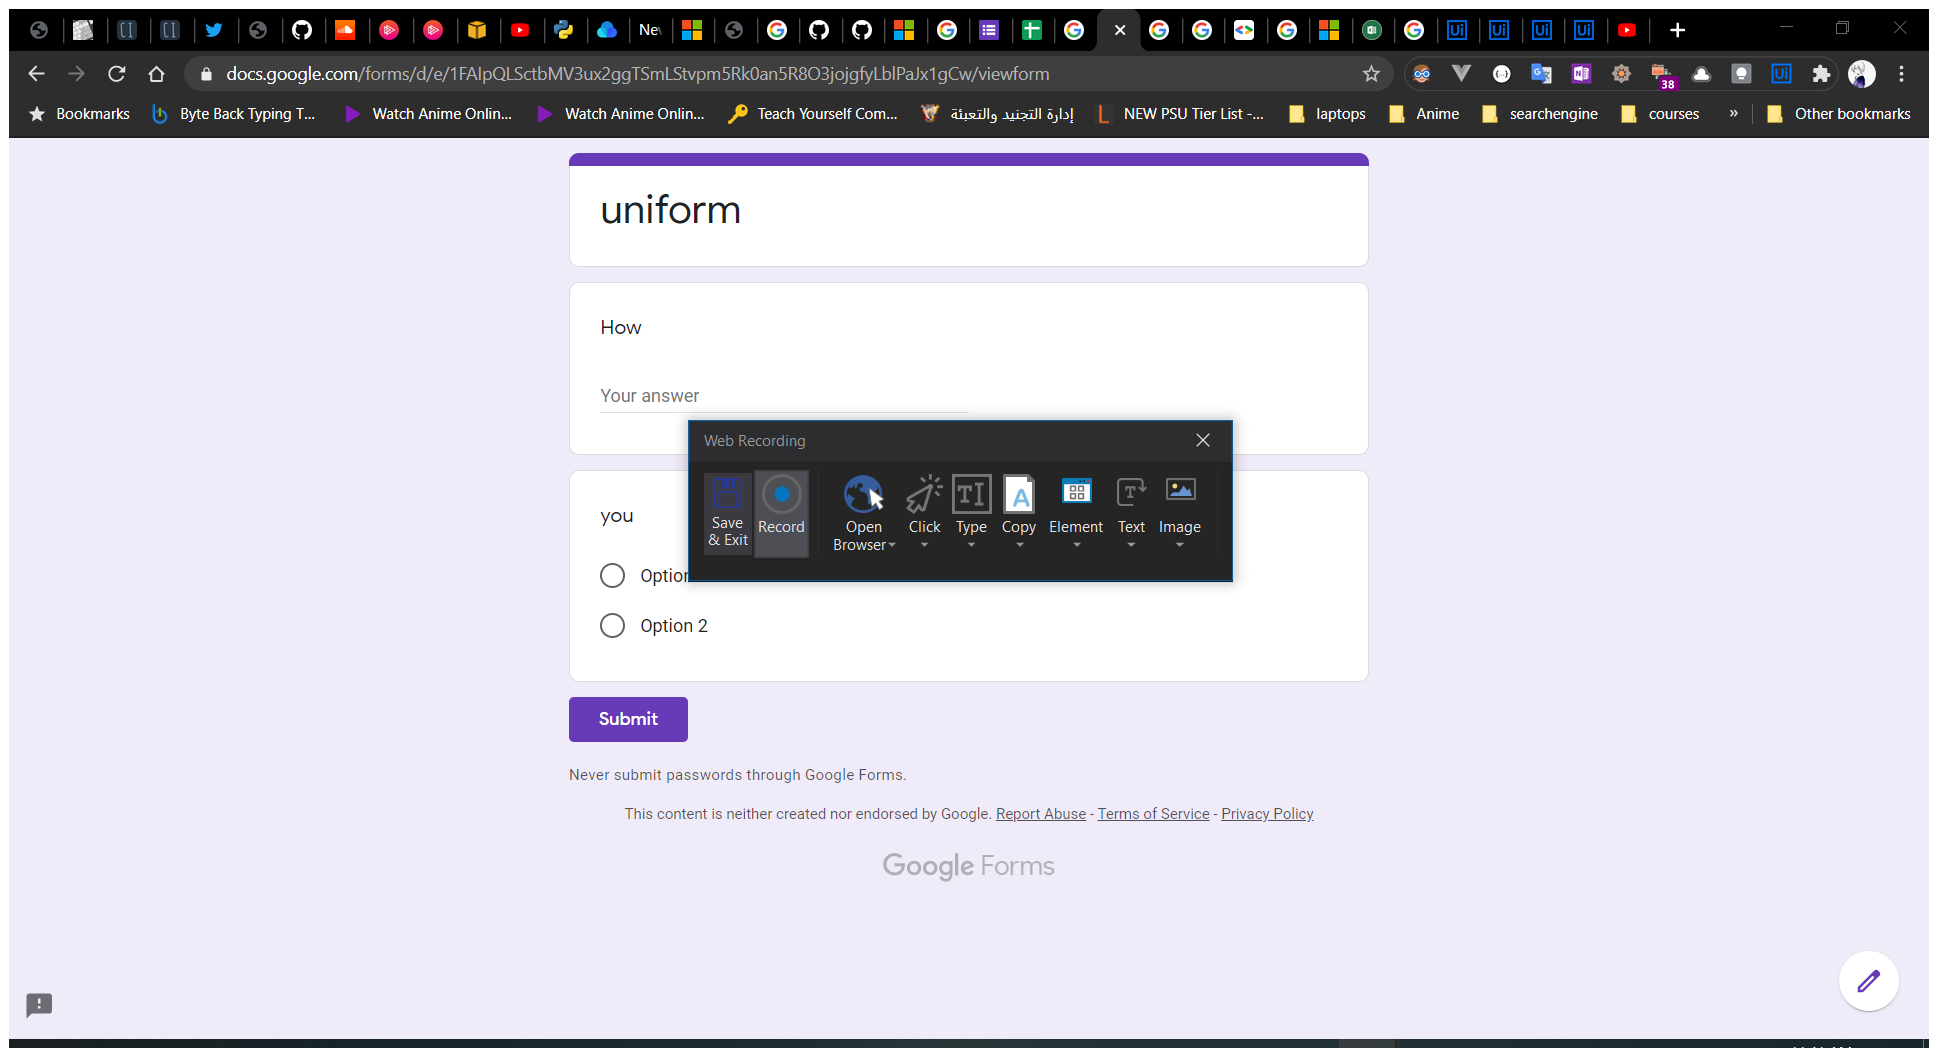 New
docs.google.com/forms/d/e/1FAIpQLSctbMV3ux2ggTSmLStvpm5Rk0an5R8O3jojgfyLblPaJx1gCw/viewform
38
Bookmarks
Byte Back Typing T...
Watch Anime Onlin...
Watch Anime Onlin...
Teach Yourself Com...
إدارة التجنيد والتعبئة
NEW PSU Tier List -...
laptops
Anime
searchengine
courses
»
Other bookmarks
uniform
How
Your answer
Web Recording
Save & Exit
Record
Open Browser
Click
Type
Copy
Element
Text
Image
you
Option
Option 2
Submit
Never submit passwords through Google Forms.
This content is neither created nor endorsed by Google. Report Abuse - Terms of Service - Privacy Policy
Google Forms